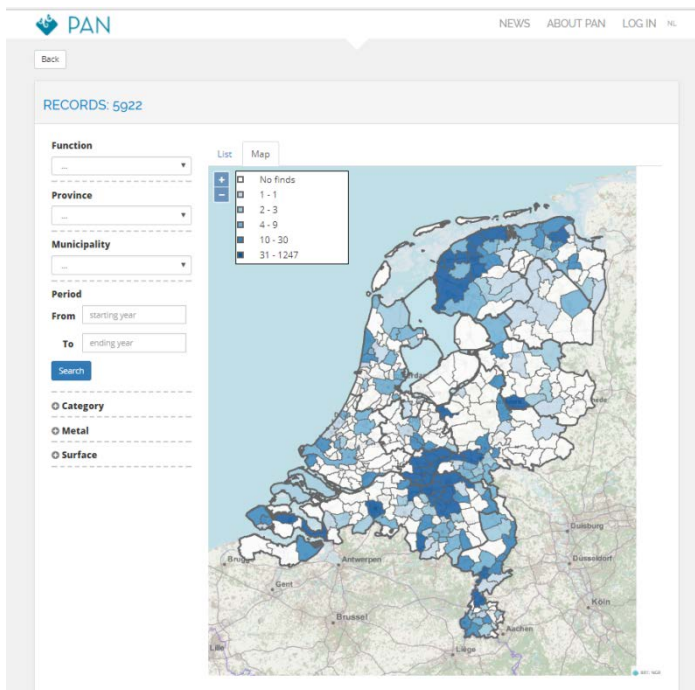 PAN
NEWS ABOUT PAN LOG IN NL
Back
RECORDS: 5922
Function
...
Province
...
Municipality
...
Period
From starting year
To ending year
Search
Category
Metal
Surface
List Map
+
−
No finds
1 - 1
2 - 3
4 - 9
10 - 30
31 - 1247
Duisburg
Düsseldorf
Antwerpen
Gent
Köln
Brussel
Aachen
Liège
Lille